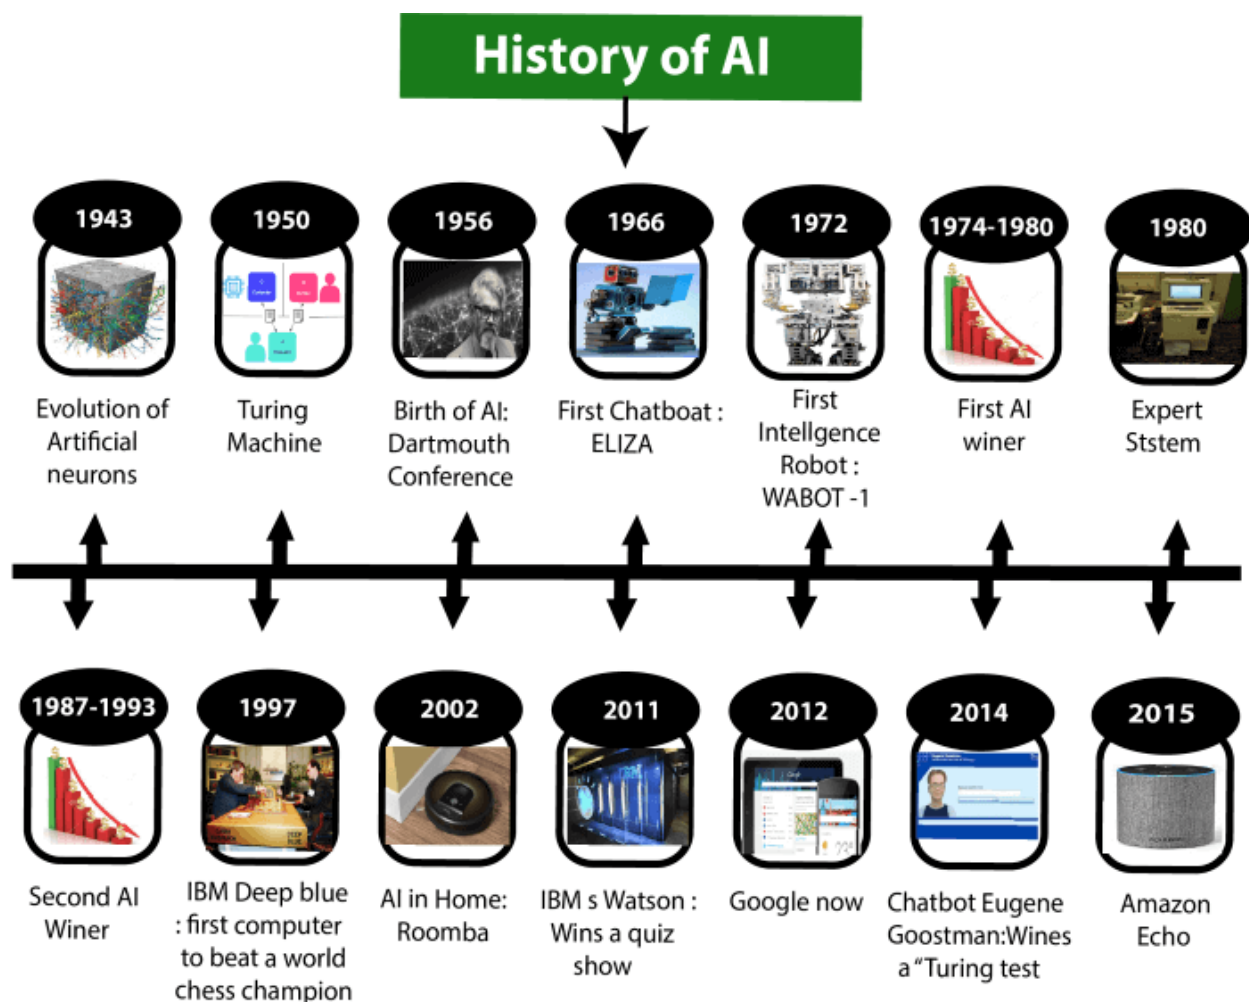 History of AI
1943
1950
1956
1966
1972
1974-1980
1980
Evolution of
Artificial
neurons
Turing
Machine
Birth of AI:
Dartmouth
Conference
First Chatboat :
ELIZA
First
Intellgence
Robot :
WABOT -1
First AI
winer
Expert
Ststem
1987-1993
1997
2002
2011
2012
2014
2015
DEEP
BLUE
IBM
Second AI
Winer
IBM Deep blue
: first computer
to beat a world
chess champion
AI in Home:
Roomba
IBM s Watson :
Wins a quiz
show
Google now
Chatbot Eugene
Goostman:Wines
a “Turing test
Amazon
Echo